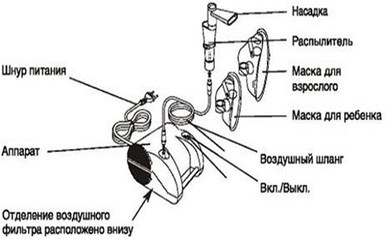 Насадка
Распылитель
Маска для
взрослого
Маска для ребенка
Воздушный шланг
Вкл./Выкл.
Шнур питания
Аппарат
Отделение воздушного
фильтра расположено внизу